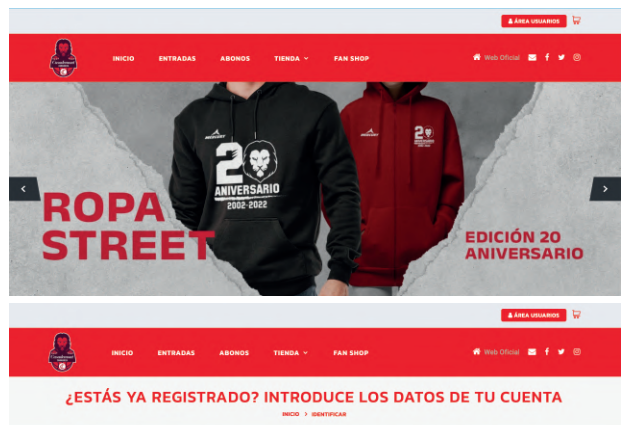 ÁREA USUARIOS
INICIO ENTRADAS ABONOS TIENDA FAN SHOP Web Oficial
20
ANIVERSARIO
2002-2022
20
ROPA
STREET
EDICIÓN 20
ANIVERSARIO
ÁREA USUARIOS
INICIO ENTRADAS ABONOS TIENDA FAN SHOP Web Oficial
¿ESTÁS YA REGISTRADO? INTRODUCE LOS DATOS DE TU CUENTA
INICIO > IDENTIFICAR